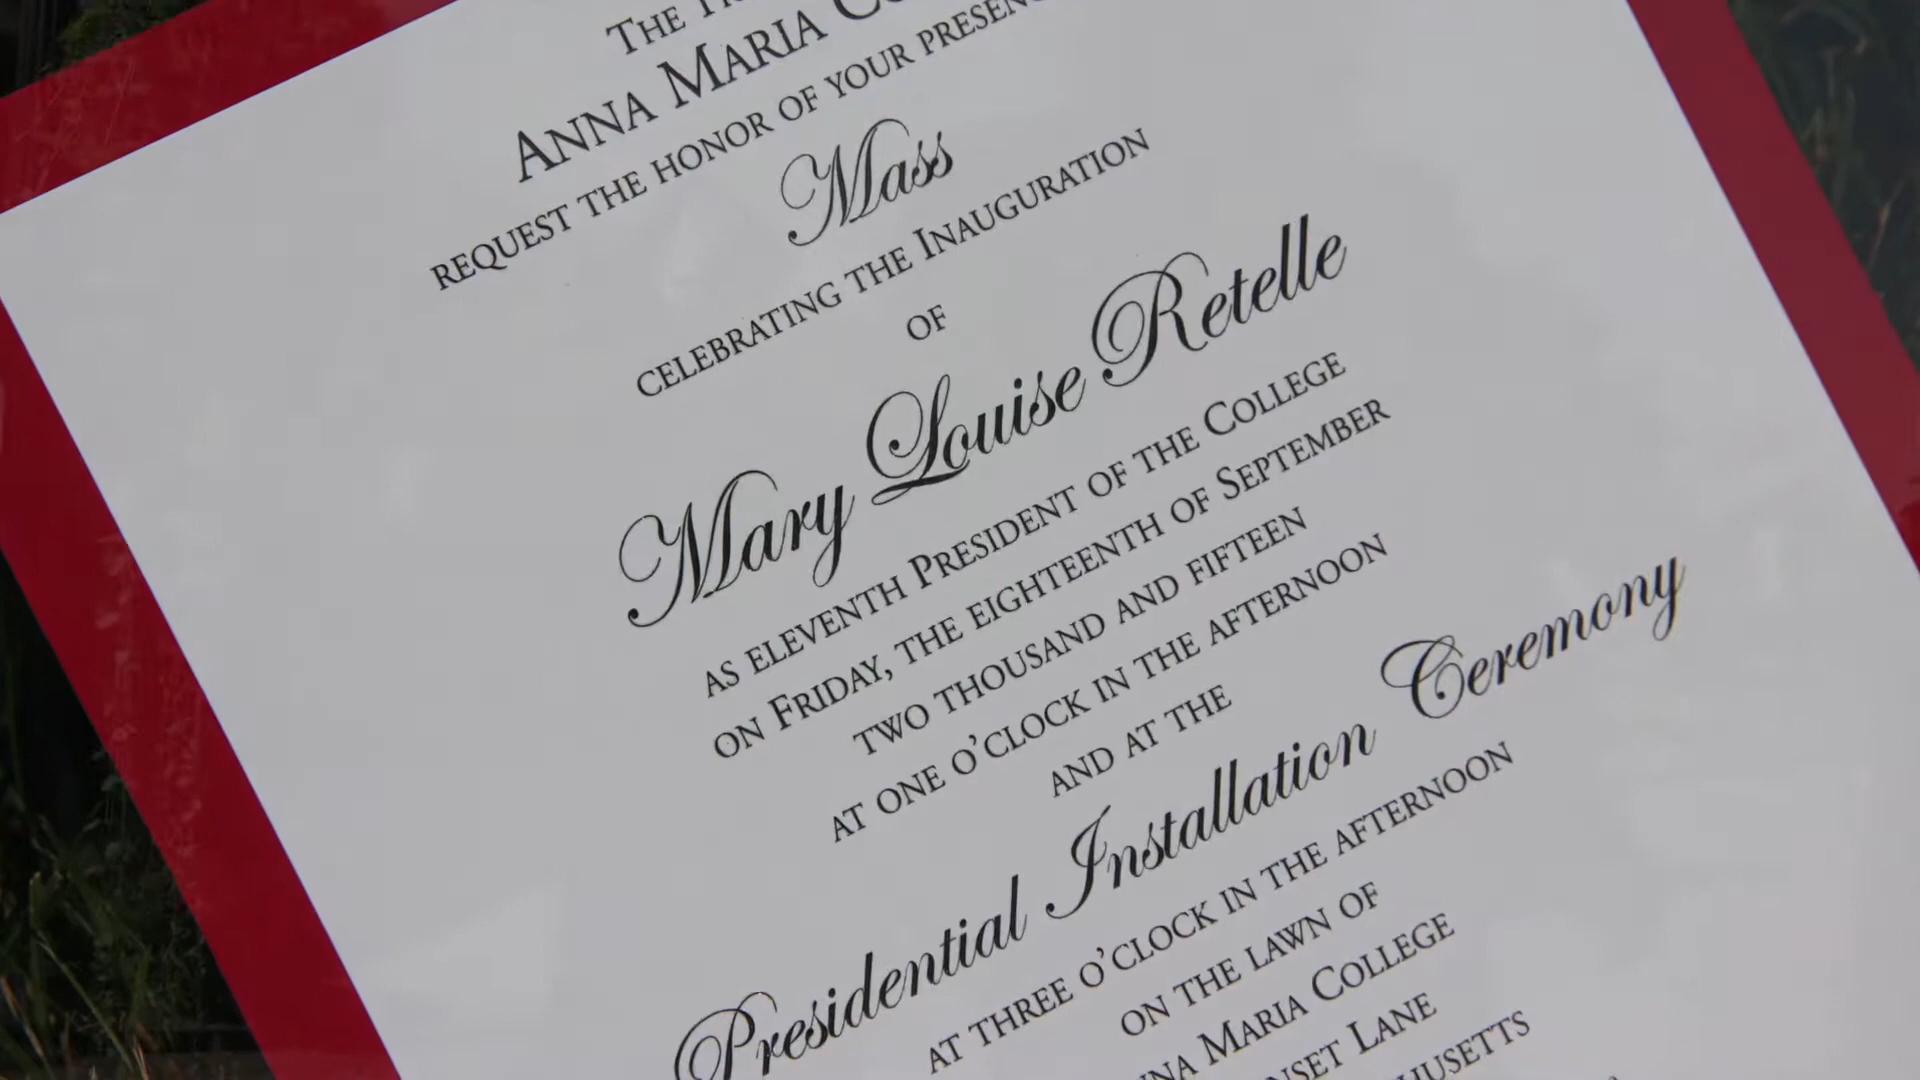 THE
ANNA MARIA
REQUEST THE HONOR OF YOUR
Mass
CELEBRATING THE INAUGURATION
OF
Mary Louise Retelle
AS ELEVENTH PRESIDENT OF THE COLLEGE
ON FRIDAY, THE EIGHTEENTH OF SEPTEMBER
TWO THOUSAND AND FIFTEEN
AT ONE O'CLOCK IN THE AFTERNOON
AND AT THE
Presidential Installation Ceremony
AT THREE O'CLOCK IN THE AFTERNOON
ON THE LAWN OF
MARIA COLLEGE
LANE